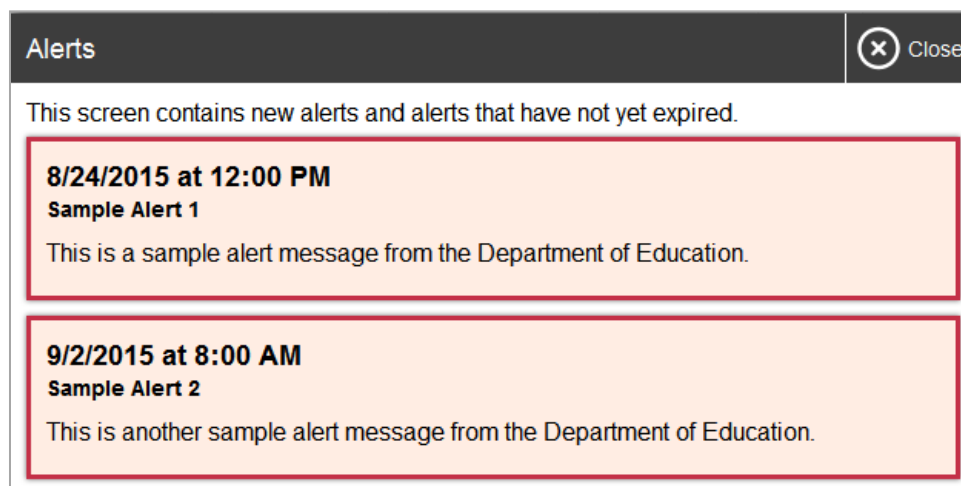 Alerts
Close
This screen contains new alerts and alerts that have not yet expired.
8/24/2015 at 12:00 PM
Sample Alert 1
This is a sample alert message from the Department of Education.
9/2/2015 at 8:00 AM
Sample Alert 2
This is another sample alert message from the Department of Education.